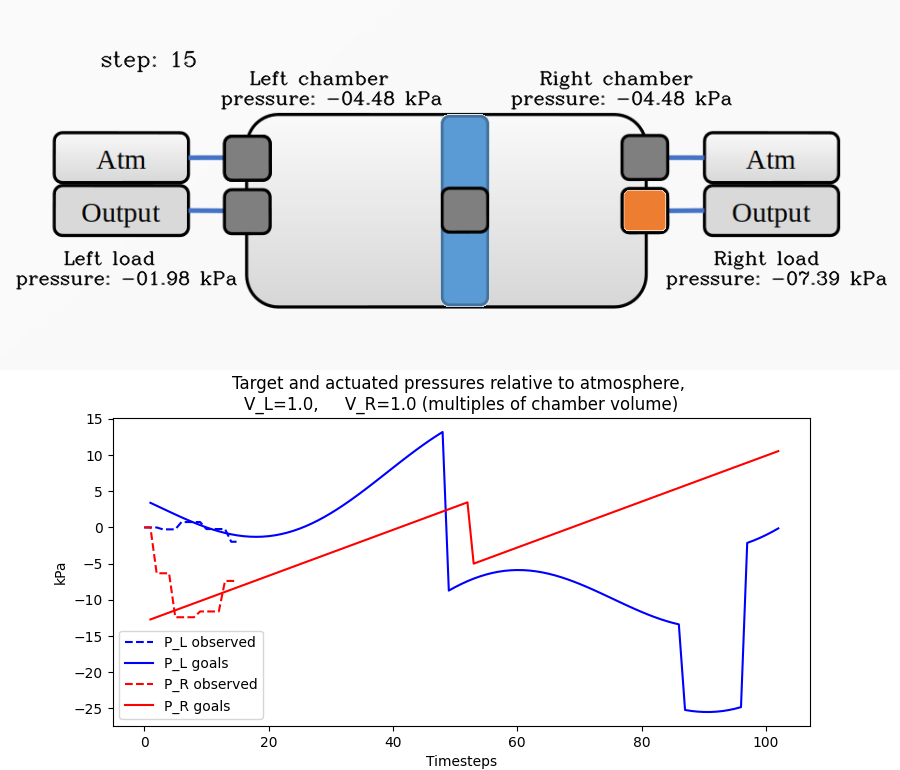 step: 15
Left chamber
pressure: -04.48 kPa
Right chamber
pressure: -04.48 kPa
Atm
Output
Atm
Output
Left load
pressure: -01.98 kPa
Right load
pressure: -07.39 kPa
Target and actuated pressures relative to atmosphere,
V_L=1.0,     V_R=1.0 (multiples of chamber volume)
15
10
5
0
−5
−10
−15
−20
−25
kPa
P_L observed
P_L goals
P_R observed
P_R goals
0 20 40 60 80 100
Timesteps